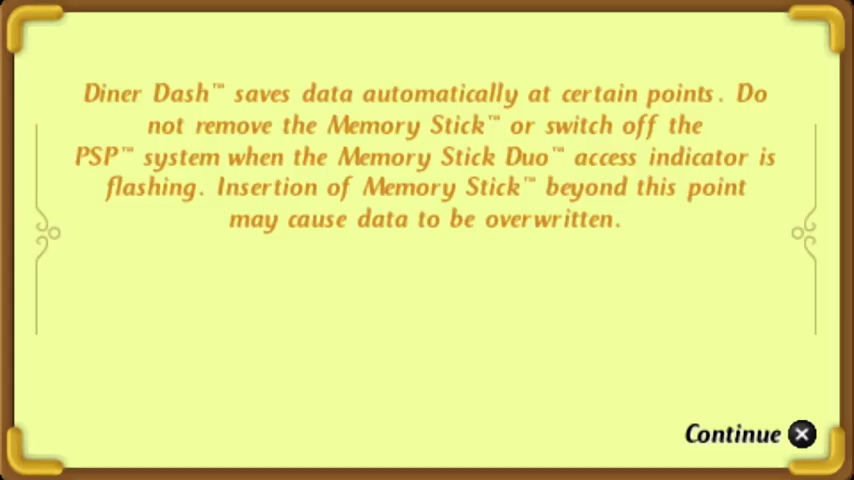 Diner Dash™ saves data automatically at certain points. Do
not remove the Memory Stick™ or switch off the
PSP™ system when the Memory Stick Duo™ access indicator is
flashing. Insertion of Memory Stick™ beyond this point
may cause data to be overwritten.
Continue